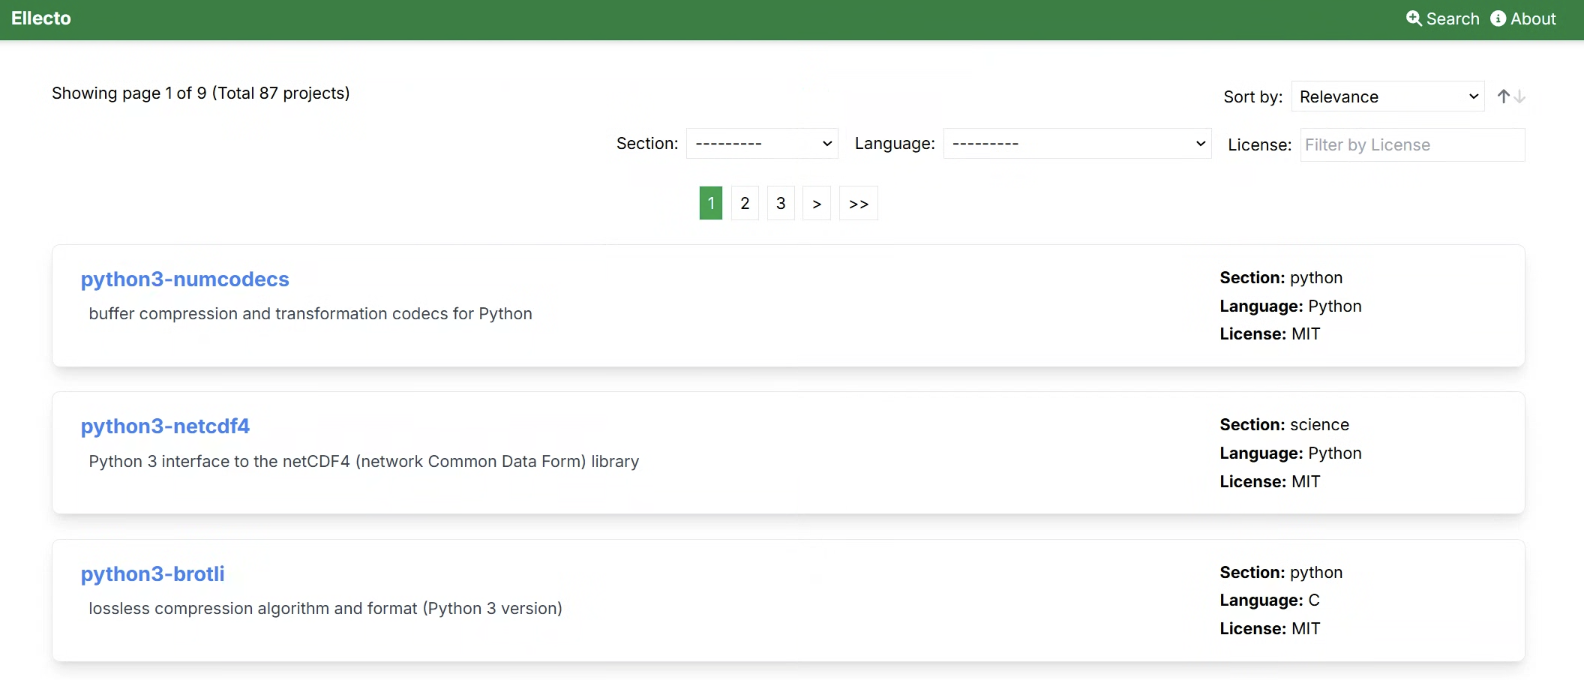 Ellecto
Search About
Showing page 1 of 9 (Total 87 projects)
Sort by: Relevance
Section: --------- Language: --------- License: Filter by License
1 2 3 > >>
python3-numcodecs
buffer compression and transformation codecs for Python
Section: python
Language: Python
License: MIT
python3-netcdf4
Python 3 interface to the netCDF4 (network Common Data Form) library
Section: science
Language: Python
License: MIT
python3-brotli
lossless compression algorithm and format (Python 3 version)
Section: python
Language: C
License: MIT